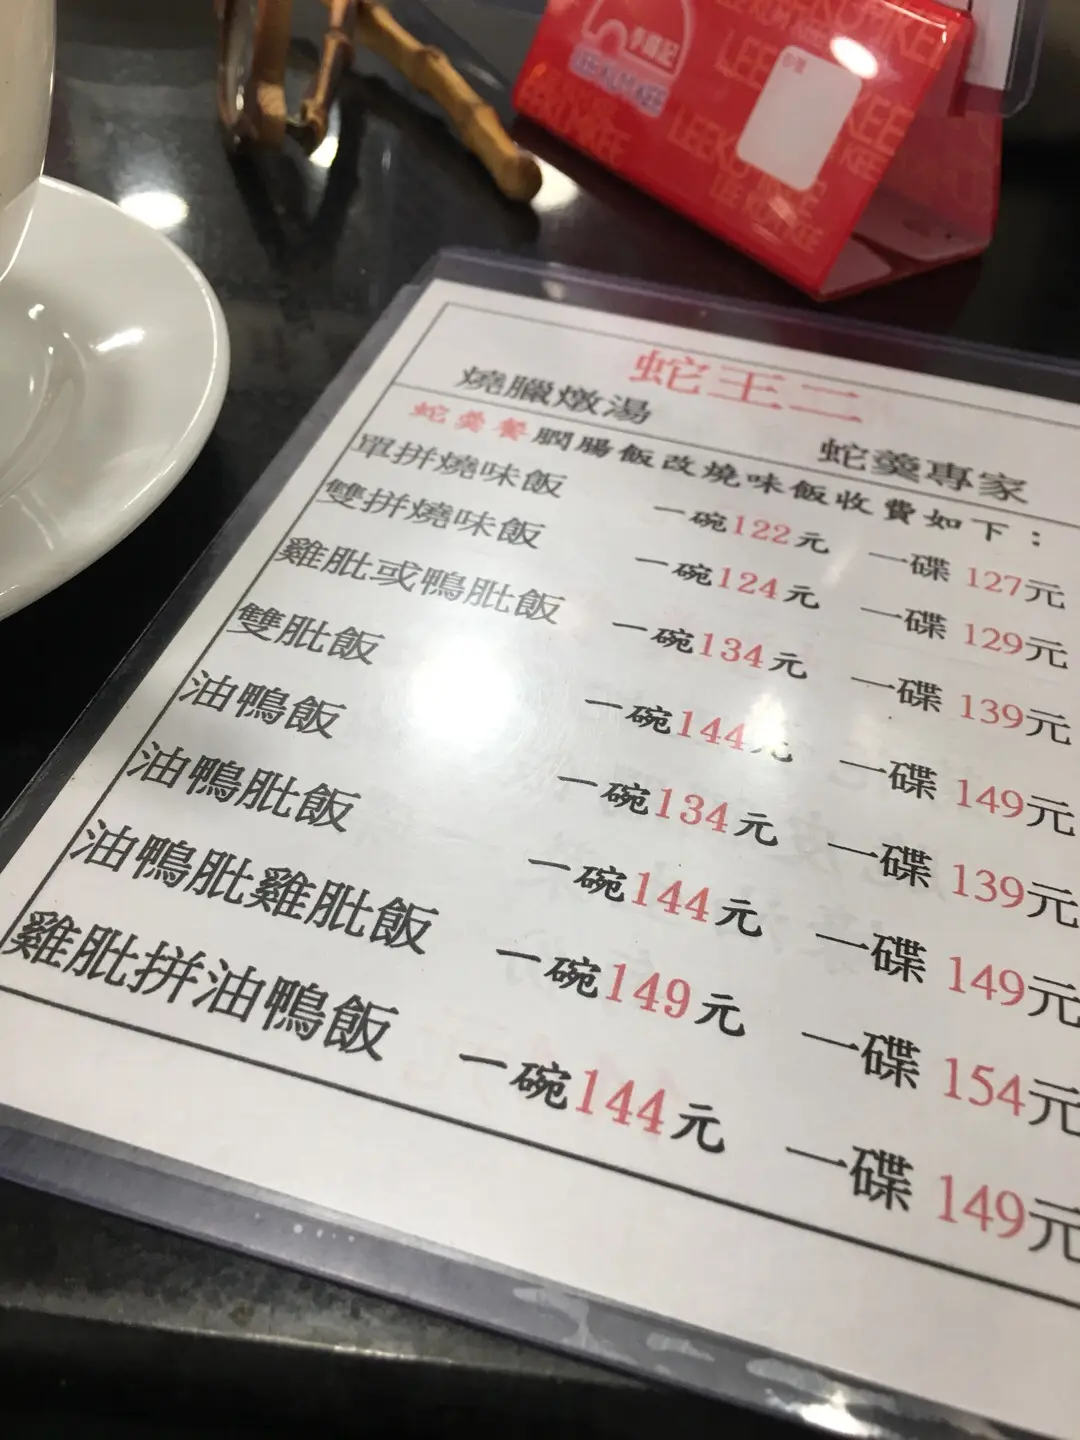 李錦記
LEE KUM KEE
蛇王二
燒臘燉湯 蛇羹專家
蛇羹餐膶腸飯改燒味飯收費如下：
單拼燒味飯 一碗122元 一碟 127元
雙拼燒味飯 一碗124元 一碟 129元
雞肶或鴨肶飯 一碗134元 一碟 139元
雙肶飯 一碗144元 一碟 149元
油鴨飯 一碗134元 一碟 139元
油鴨肶飯 一碗144元 一碟 149元
油鴨肶雞肶飯 一碗149元 一碟 154元
雞肶拼油鴨飯 一碗144元 一碟 149元